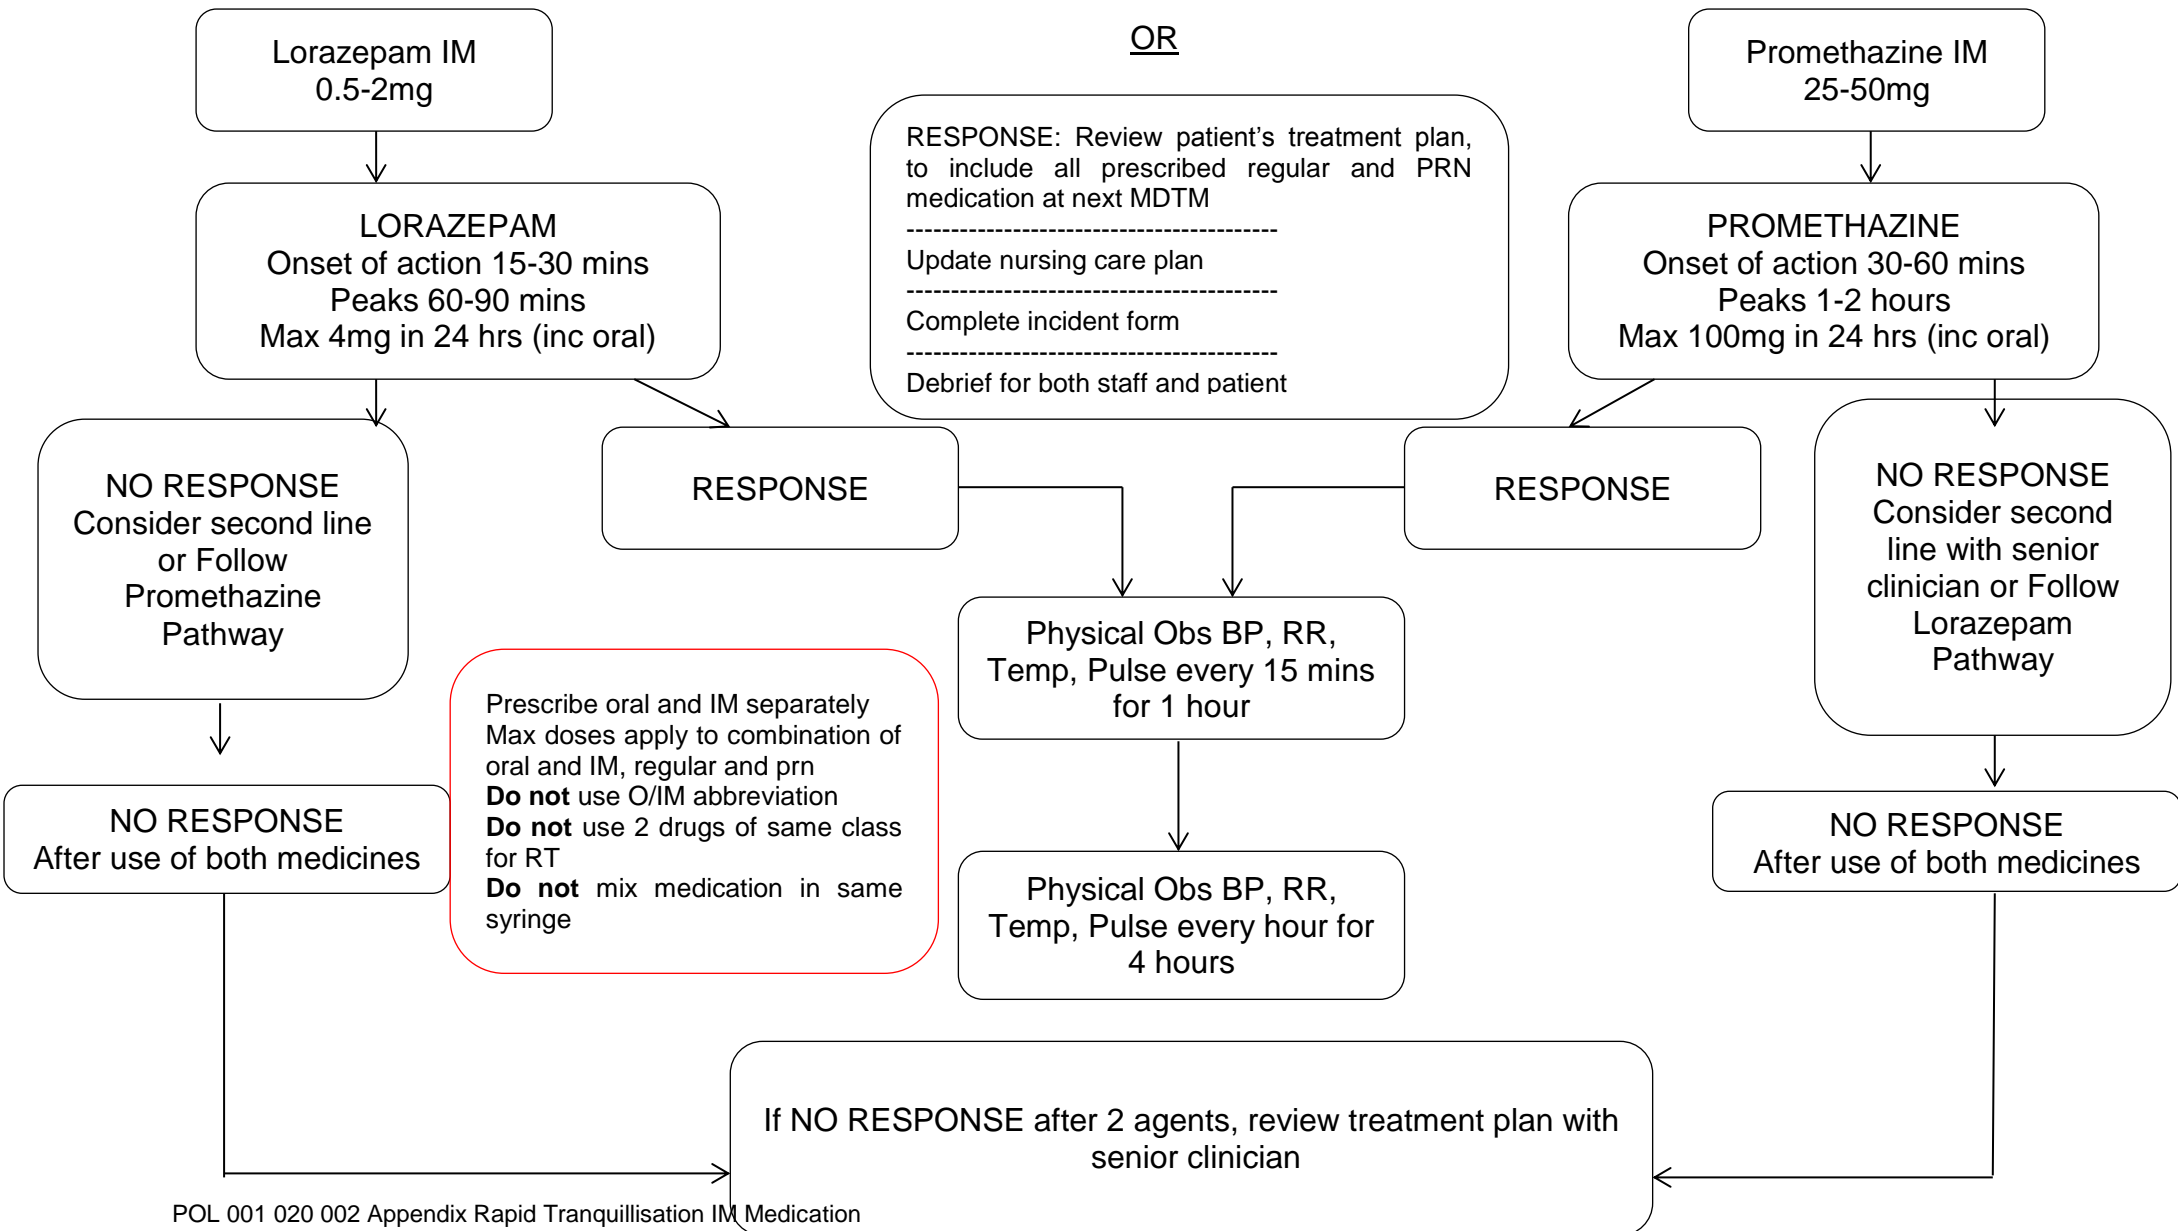 Lorazepam IM
0.5-2mg
OR
Promethazine IM
25-50mg
RESPONSE: Review patient's treatment plan,
to include all prescribed regular and PRN
medication at next MDTM
------------------------------------------
Update nursing care plan
------------------------------------------
Complete incident form
------------------------------------------
Debrief for both staff and patient
LORAZEPAM
Onset of action 15-30 mins
Peaks 60-90 mins
Max 4mg in 24 hrs (inc oral)
PROMETHAZINE
Onset of action 30-60 mins
Peaks 1-2 hours
Max 100mg in 24 hrs (inc oral)
NO RESPONSE
Consider second line
or Follow
Promethazine
Pathway
RESPONSE
RESPONSE
NO RESPONSE
Consider second
line with senior
clinician or Follow
Lorazepam
Pathway
Physical Obs BP, RR,
Temp, Pulse every 15 mins
for 1 hour
Prescribe oral and IM separately
Max doses apply to combination of
oral and IM, regular and prn
Do not use O/IM abbreviation
Do not use 2 drugs of same class
for RT
Do not mix medication in same
syringe
NO RESPONSE
After use of both medicines
NO RESPONSE
After use of both medicines
Physical Obs BP, RR,
Temp, Pulse every hour for
4 hours
If NO RESPONSE after 2 agents, review treatment plan with
senior clinician
POL 001 020 002 Appendix Rapid Tranquillisation IM Medication